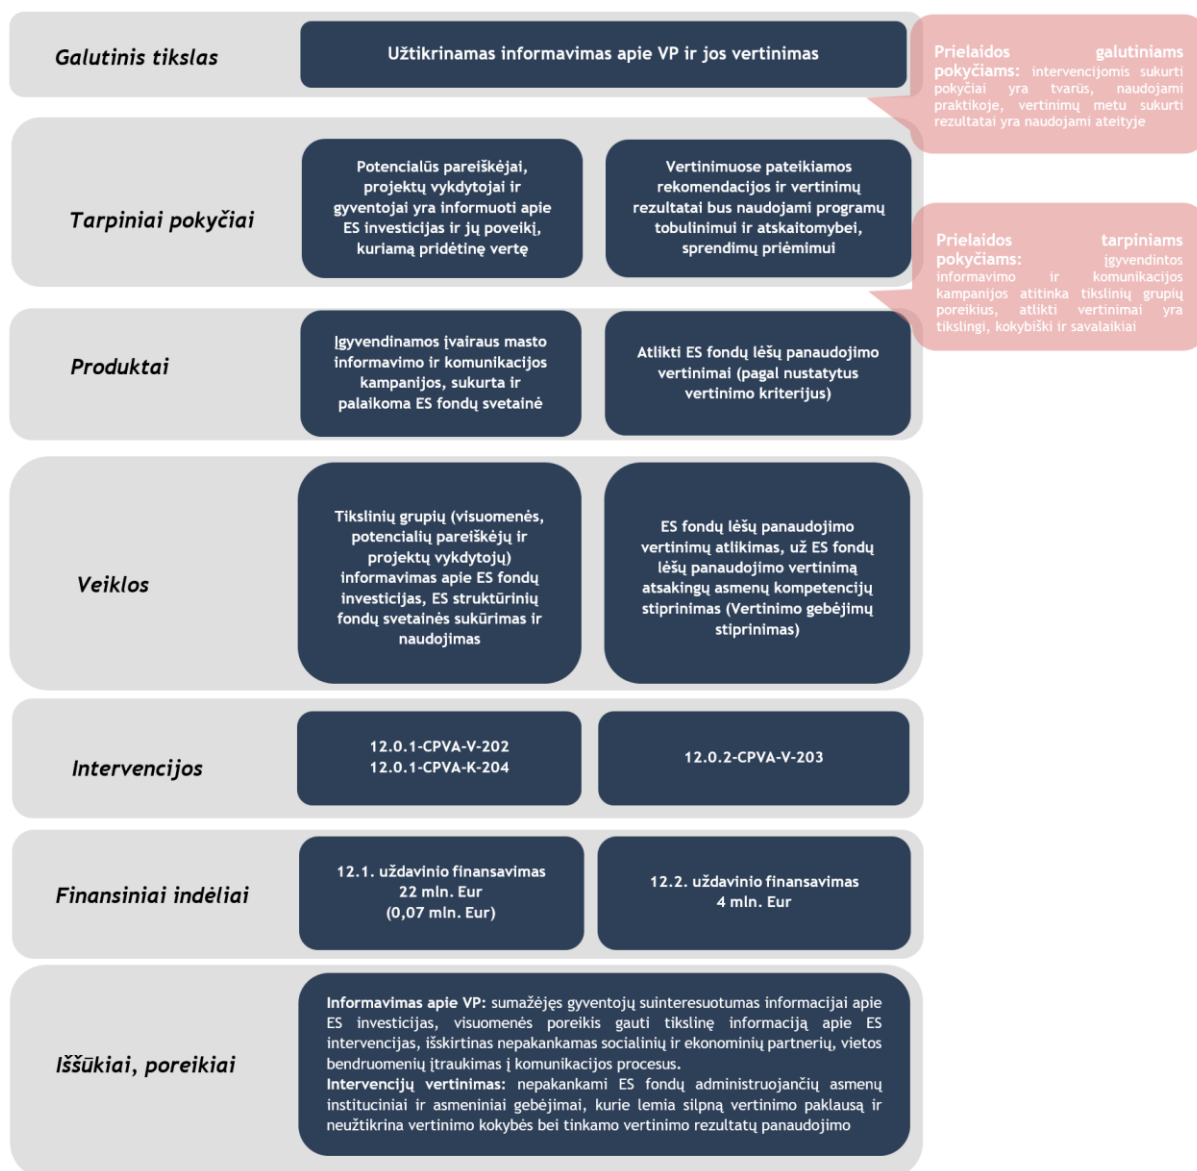 Galutinis tikslas
Užtikrinamas informavimas apie VP ir jos vertinimas
Prielaidos galutiniams
pokyčiams: intervencijomis sukurti
pokyčiai yra tvarūs, naudojami
praktikoje, vertinimų metu sukurti
rezultatai yra naudojami ateityje
Tarpiniai pokyčiai
Potencialūs pareiškėjai,
projektų vykdytojai ir
gyventojai yra informuoti apie
ES investicijas ir jų poveikį,
kuriamą pridėtinę vertę
Vertinimuose pateikiamos
rekomendacijos ir vertinimų
rezultatai bus naudojami programų
tobulinimui ir atskaitomybei,
sprendimų priėmimui
Prielaidos tarpiniams
pokyčiams: įgyvendintos
informavimo ir komunikacijos
kampanijos atitinka tikslinių grupių
poreikius, atlikti vertinimai yra
tikslingi, kokybiški ir savalaikiai
Produktai
Įgyvendinamos įvairaus masto
informavimo ir komunikacijos
kampanijos, sukurta ir
palaikoma ES fondų svetainė
Atlikti ES fondų lėšų panaudojimo
vertinimai (pagal nustatytus
vertinimo kriterijus)
Veiklos
Tikslinių grupių (visuomenės,
potencialių pareiškėjų ir
projektų vykdytojų)
informavimas apie ES fondų
investicijas, ES struktūrinių
fondų svetainės sukūrimas ir
naudojimas
ES fondų lėšų panaudojimo
vertinimų atlikimas, už ES fondų
lėšų panaudojimo vertinimą
atsakingų asmenų kompetencijų
stiprinimas (Vertinimo gebėjimų
stiprinimas)
Intervencijos
12.0.1-CPVA-V-202
12.0.1-CPVA-K-204
12.0.2-CPVA-V-203
Finansiniai indėliai
12.1. uždavinio finansavimas
22 mln. Eur
(0,07 mln. Eur)
12.2. uždavinio finansavimas
4 mln. Eur
Iššūkiai, poreikiai
Informavimas apie VP: sumažėjęs gyventojų suinteresuotumas informacijai apie
ES investicijas, visuomenės poreikis gauti tikslinę informaciją apie ES
intervencijas, išskirtinas nepakankamas socialinių ir ekonominių partnerių, vietos
bendruomenių įtraukimas į komunikacijos procesus.
Intervencijų vertinimas: nepakankami ES fondų administruojančių asmenų
instituciniai ir asmeniniai gebėjimai, kurie lemia silpną vertinimo paklausą ir
neužtikrina vertinimo kokybės bei tinkamo vertinimo rezultatų panaudojimo